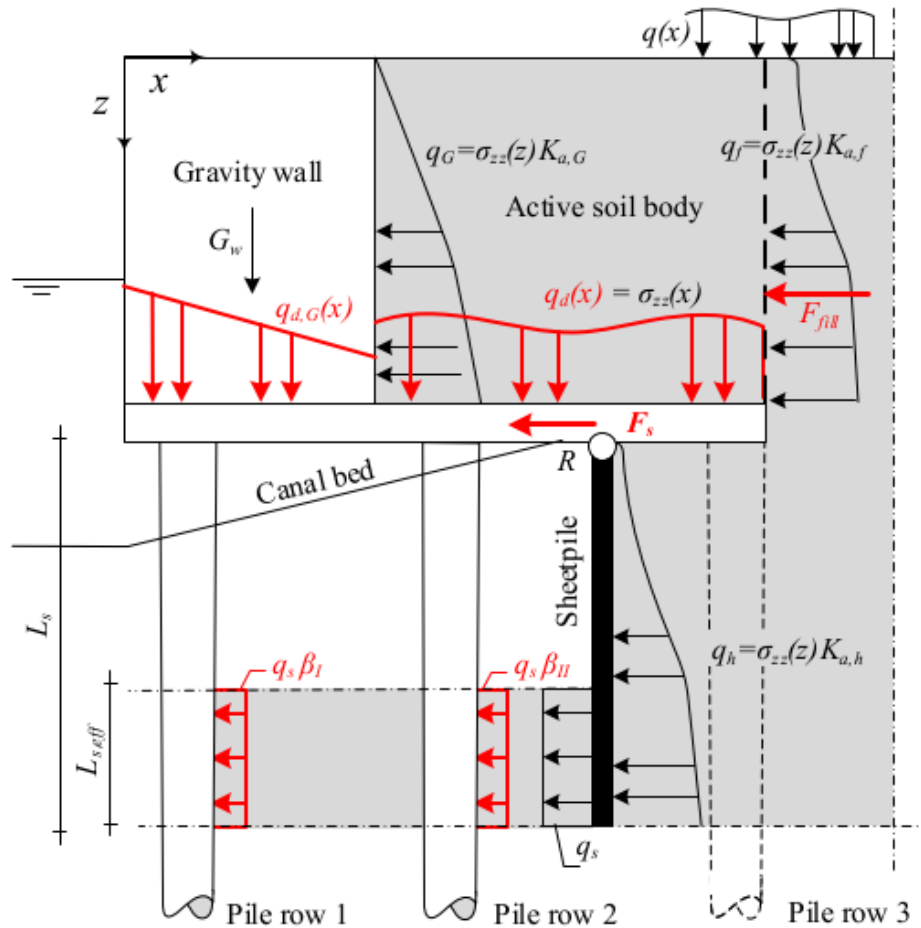 q(x)
x
z
q_G=σ_zz(z)K_a,G
q_f=σ_zz(z)K_a,f
Gravity wall
Active soil body
G_w
q_d,G(x)
q_d(x) = σ_zz(x)
F_fill
F_s
R
Canal bed
Sheetpile
L_s
q_h=σ_zz(z)K_a,h
q_s β_I
q_s β_II
L_s,eff
q_s
Pile row 1
Pile row 2
Pile row 3